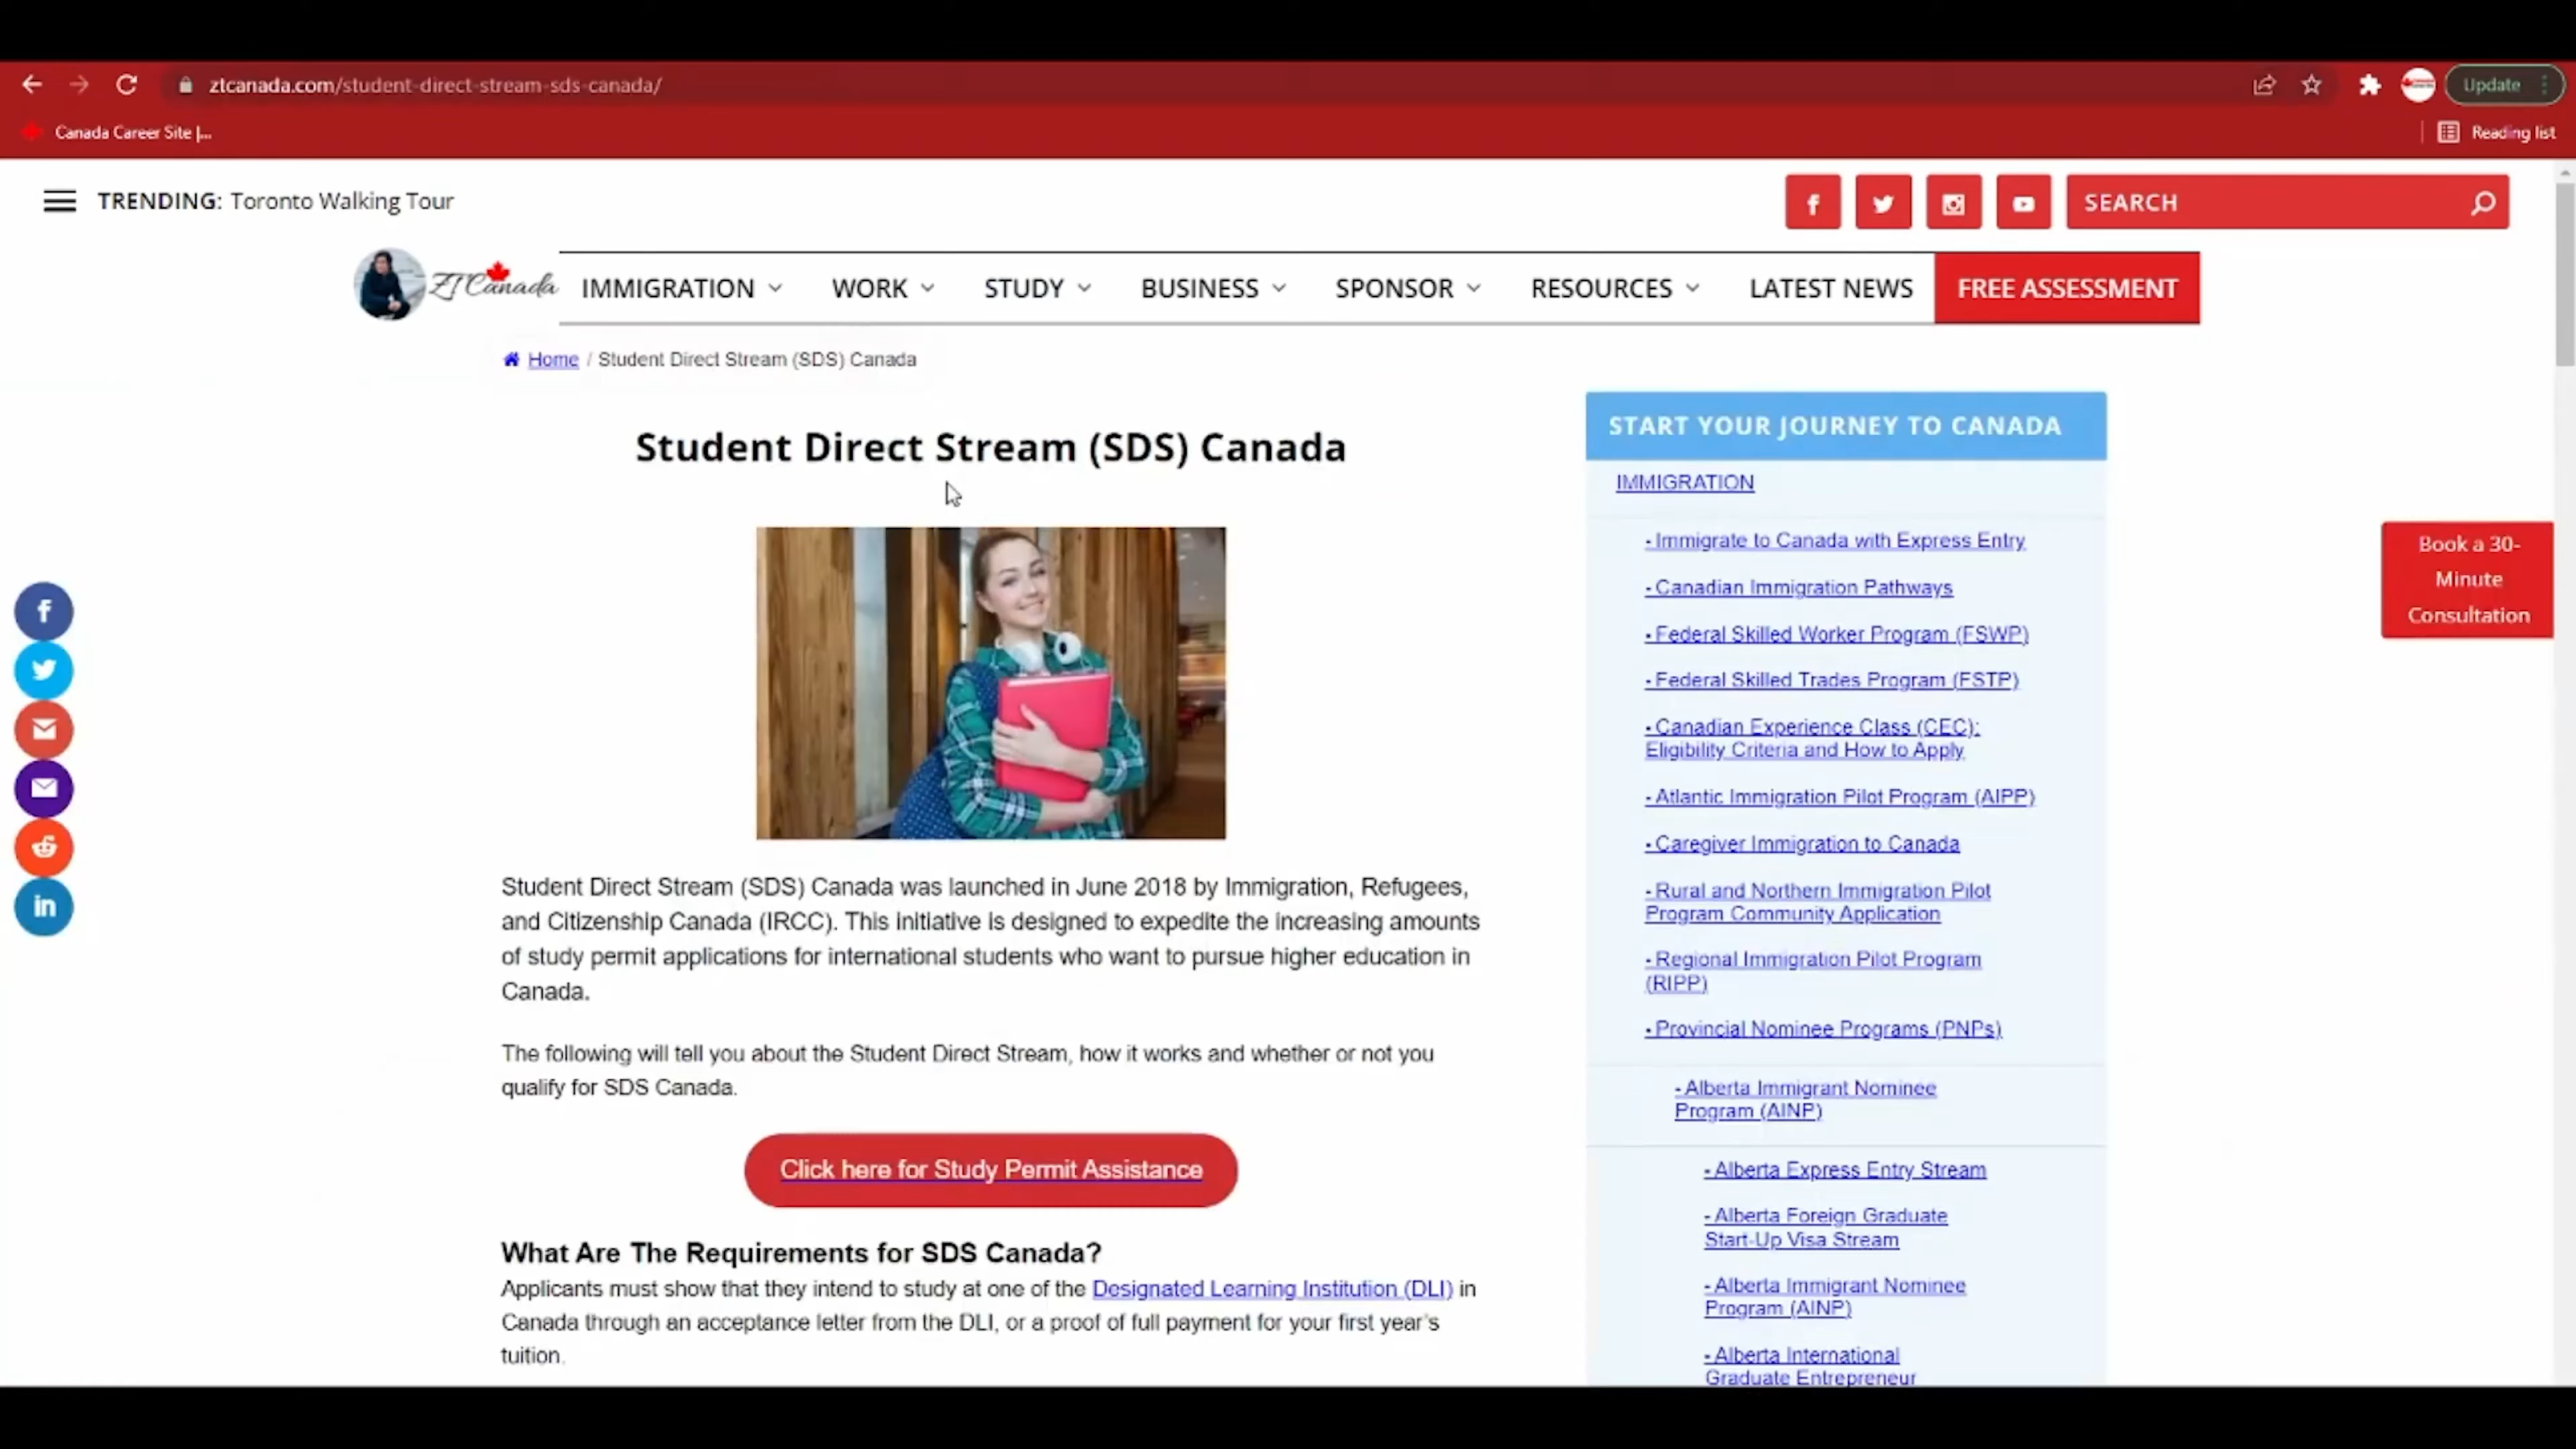 ztcanada.com/student-direct-stream-sds-canada/
Update
Canada Career Site |...
Reading list
TRENDING: Toronto Walking Tour
SEARCH
ZT Canada
IMMIGRATION
WORK
STUDY
BUSINESS
SPONSOR
RESOURCES
LATEST NEWS
FREE ASSESSMENT
Home / Student Direct Stream (SDS) Canada
Student Direct Stream (SDS) Canada
Student Direct Stream (SDS) Canada was launched in June 2018 by Immigration, Refugees,
and Citizenship Canada (IRCC). This initiative is designed to expedite the increasing amounts
of study permit applications for international students who want to pursue higher education in
Canada.
The following will tell you about the Student Direct Stream, how it works and whether or not you
qualify for SDS Canada.
Click here for Study Permit Assistance
What Are The Requirements for SDS Canada?
Applicants must show that they intend to study at one of the Designated Learning Institution (DLI) in
Canada through an acceptance letter from the DLI, or a proof of full payment for your first year's
tuition.
START YOUR JOURNEY TO CANADA
IMMIGRATION
- Immigrate to Canada with Express Entry
- Canadian Immigration Pathways
- Federal Skilled Worker Program (FSWP)
- Federal Skilled Trades Program (FSTP)
- Canadian Experience Class (CEC):
Eligibility Criteria and How to Apply
- Atlantic Immigration Pilot Program (AIPP)
- Caregiver Immigration to Canada
- Rural and Northern Immigration Pilot
Program Community Application
- Regional Immigration Pilot Program
(RIPP)
- Provincial Nominee Programs (PNPs)
- Alberta Immigrant Nominee
Program (AINP)
- Alberta Express Entry Stream
- Alberta Foreign Graduate
Start-Up Visa Stream
- Alberta Immigrant Nominee
Program (AINP)
- Alberta International
Graduate Entrepreneur
Book a 30-
Minute
Consultation